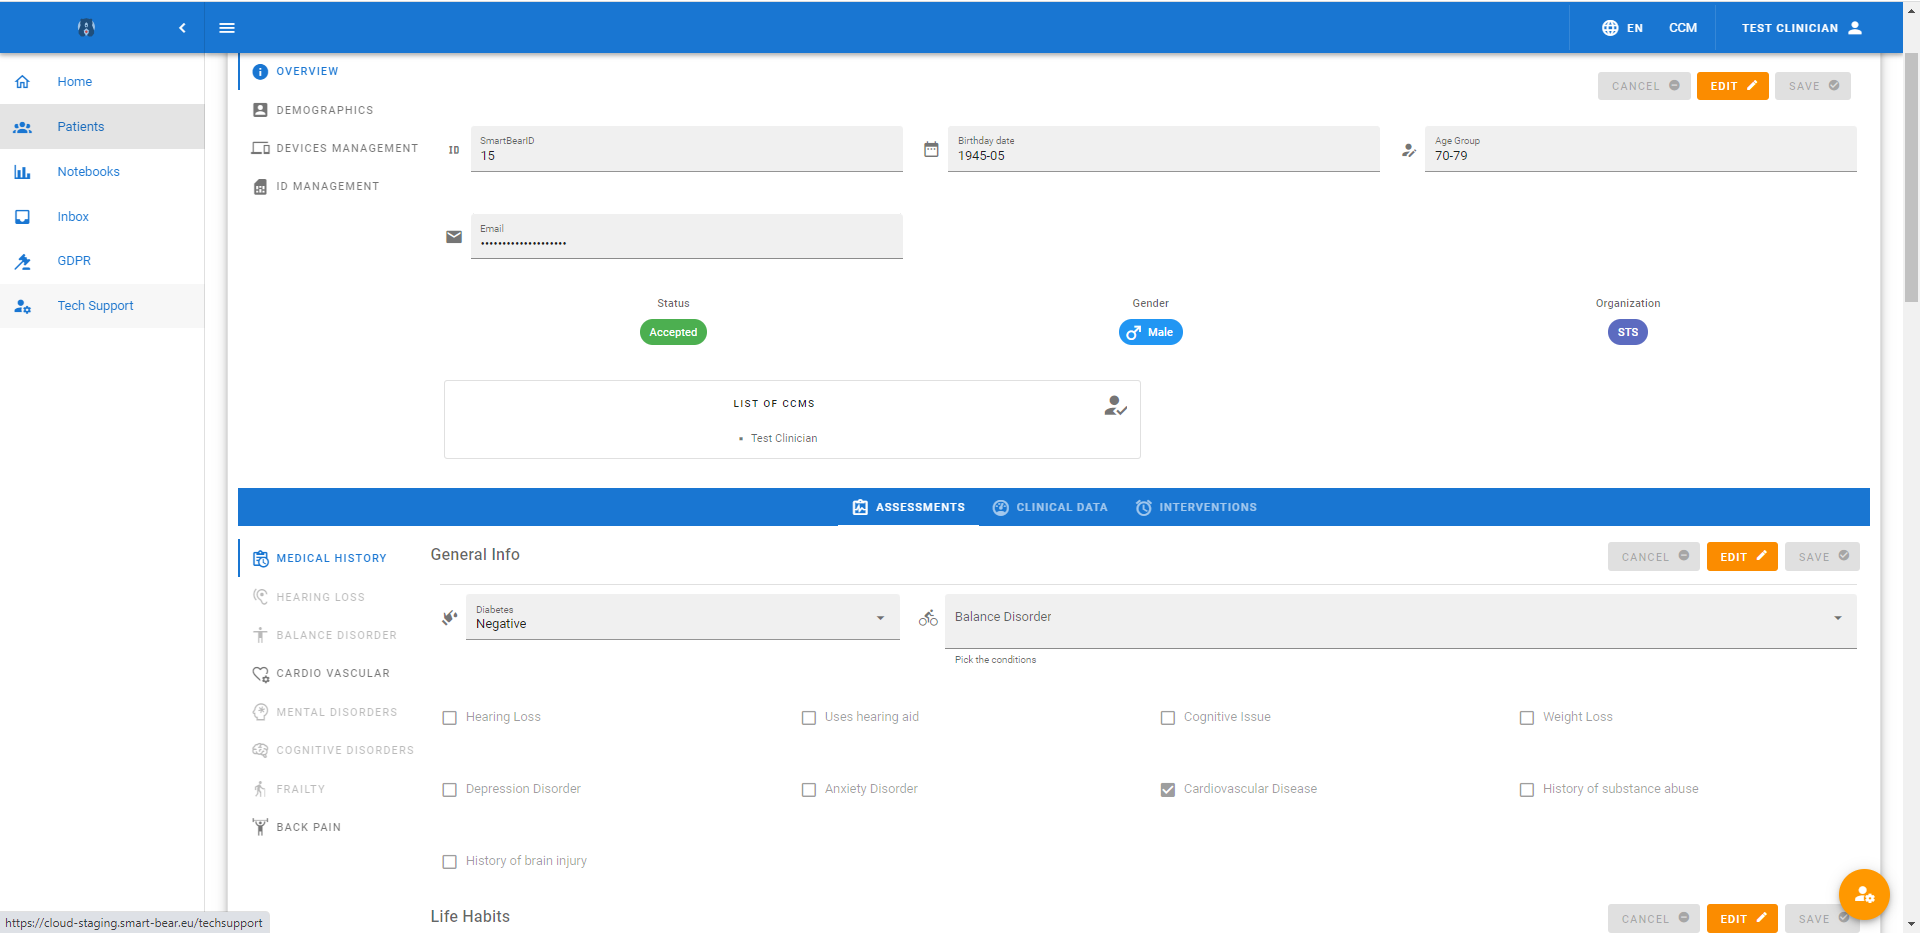 EN
CCM
TEST CLINICIAN
Home
Patients
Notebooks
Inbox
GDPR
Tech Support
OVERVIEW
DEMOGRAPHICS
DEVICES MANAGEMENT
ID MANAGEMENT
CANCEL
EDIT
SAVE
ID
SmartBearID
15
Birthday date
1945-05
Age Group
70-79
Email
••••••••••••••••••••
Status
Accepted
Gender
Male
Organization
STS
LIST OF CCMS
• Test Clinician
ASSESSMENTS
CLINICAL DATA
INTERVENTIONS
MEDICAL HISTORY
HEARING LOSS
BALANCE DISORDER
CARDIO VASCULAR
MENTAL DISORDERS
COGNITIVE DISORDERS
FRAILTY
BACK PAIN
General Info
CANCEL
EDIT
SAVE
Diabetes
Negative
Balance Disorder
Pick the conditions
Hearing Loss
Uses hearing aid
Cognitive Issue
Weight Loss
Depression Disorder
Anxiety Disorder
Cardiovascular Disease
History of substance abuse
History of brain injury
Life Habits
CANCEL
EDIT
SAVE
https://cloud-staging.smart-bear.eu/techsupport